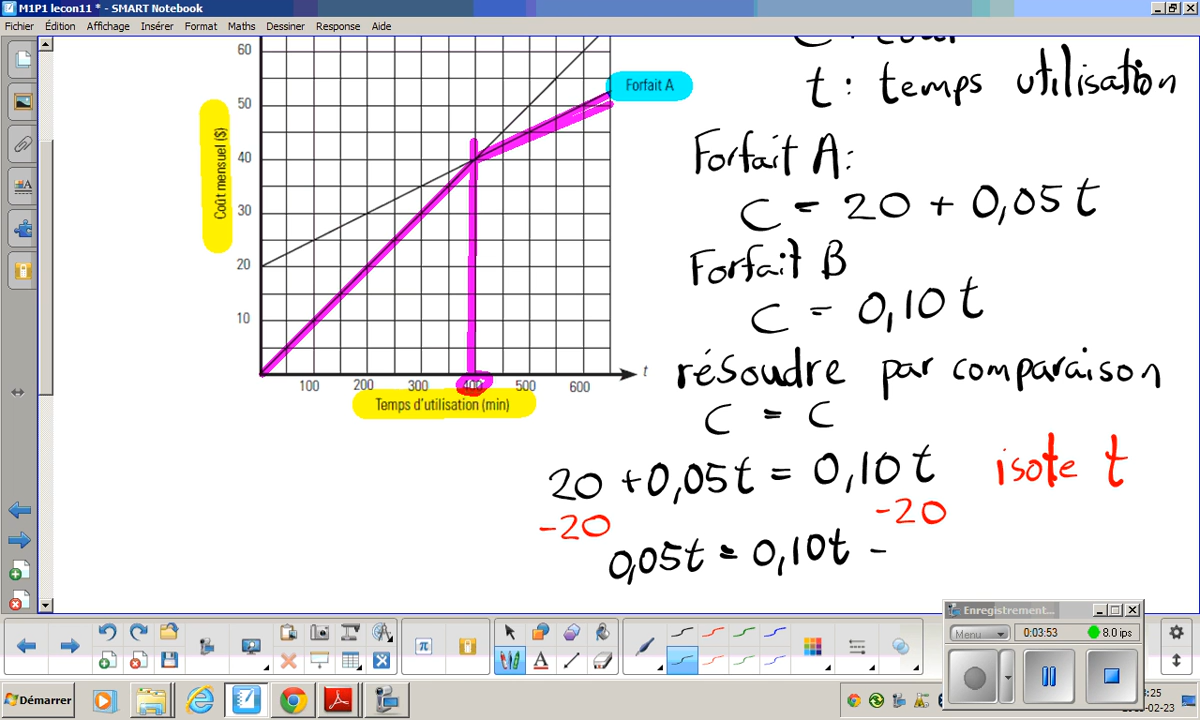 M1P1 lecon11 * - SMART Notebook
Fichier Édition Affichage Insérer Format Maths Dessiner Response Aide
60
50
40
30
20
10
Coût mensuel ($)
Forfait A
100 200 300 400 500 600 t
Temps d'utilisation (min)
t : temps utilisation
Forfait A:
C = 20 + 0,05 t
Forfait B
C = 0,10 t
résoudre par comparaison
C = C
20 + 0,05t = 0,10 t isole t
-20 -20
0,05t = 0,10t -
Enregistrement...
Menu 0:03:53 8.0 ips
Démarrer